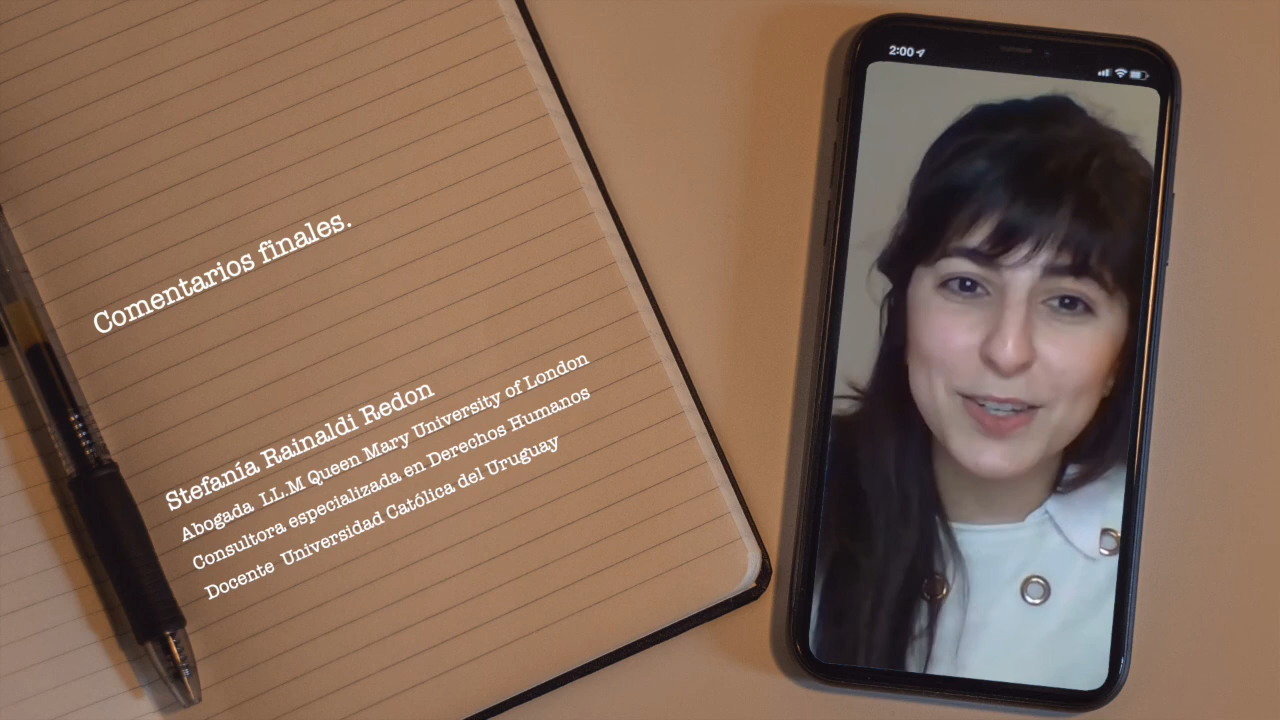 Comentarios finales.
Stefanía Rainaldi Redon
Abogada LL.M Queen Mary University of London
Consultora especializada en Derechos Humanos
Docente Universidad Católica del Uruguay
2:00